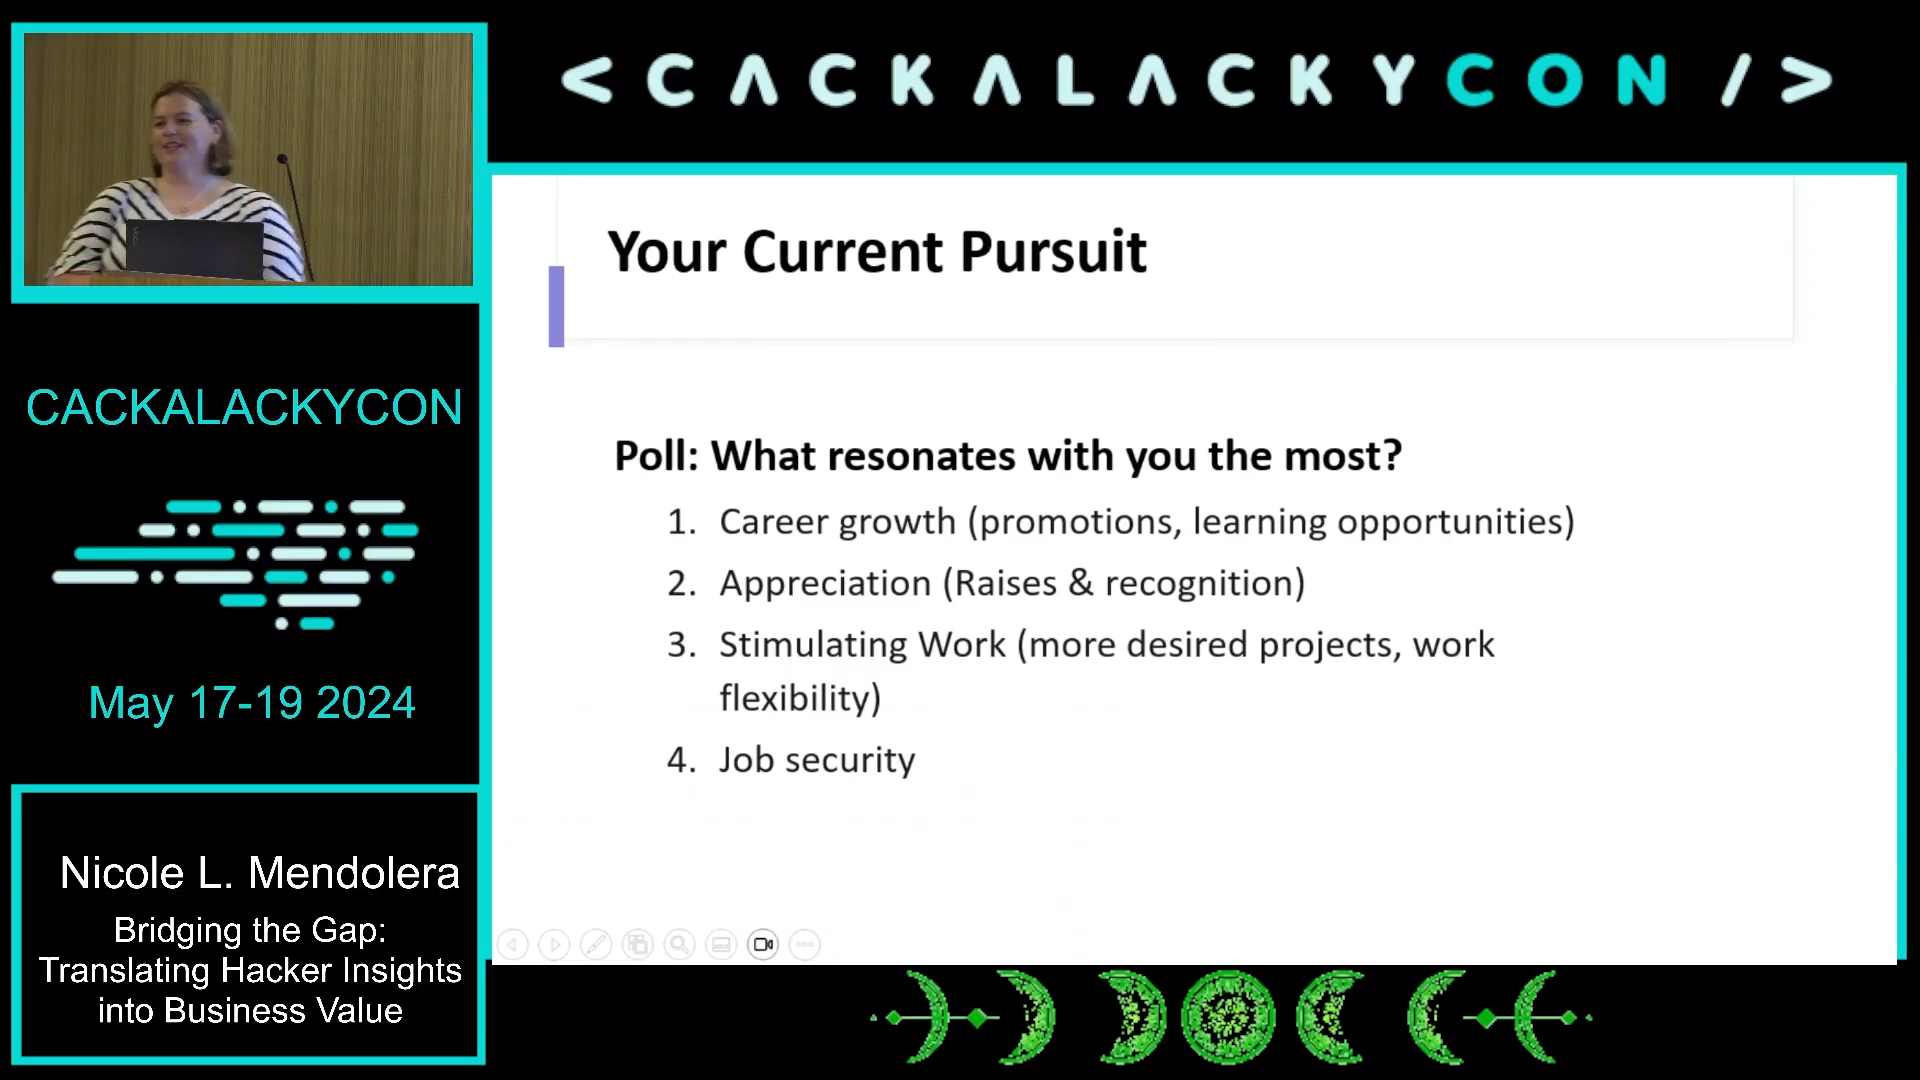 < CACKALACKYCON />
Your Current Pursuit
Poll: What resonates with you the most?
1. Career growth (promotions, learning opportunities)
2. Appreciation (Raises & recognition)
3. Stimulating Work (more desired projects, work
flexibility)
4. Job security
CACKALACKYCON
May 17-19 2024
Nicole L. Mendolera
Bridging the Gap:
Translating Hacker Insights
into Business Value